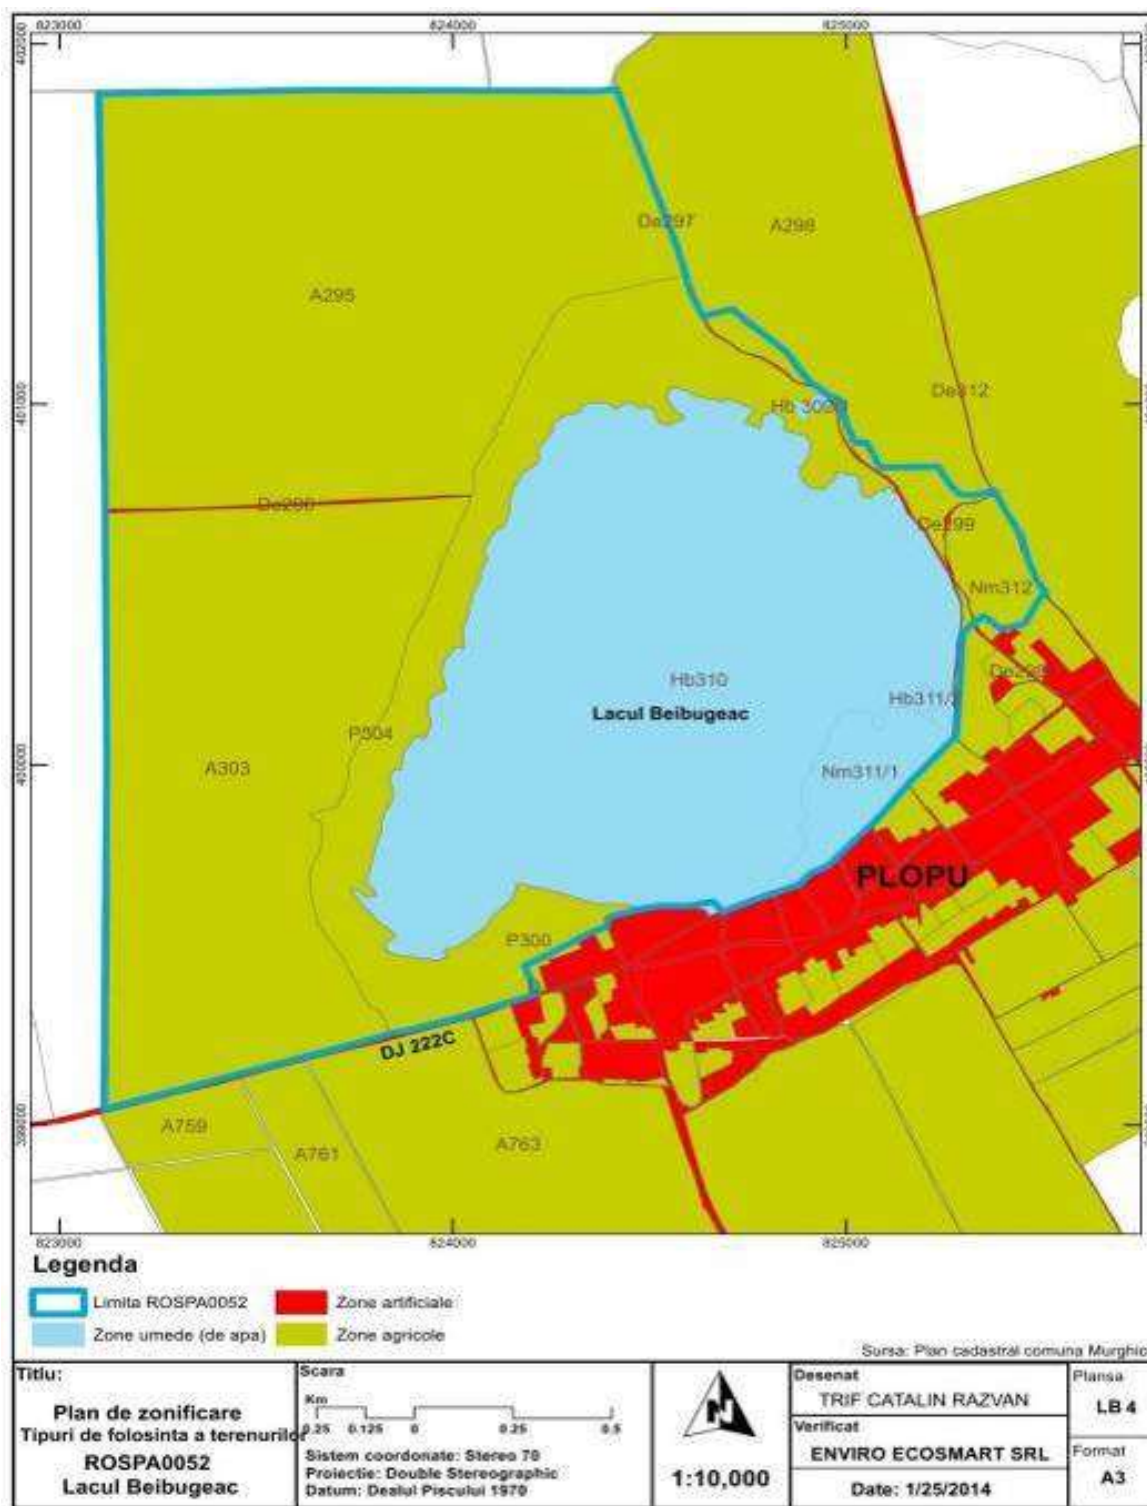 823000 824000 825000
402000
De297 A298
A295
De312
401000
Hb 309/1
De299
Nm312
Hb310
Lacul Beibugeac
Hb311/2
P304
400000
A303
Nm311/1
PLOPU
P300
DJ 222C
399000
A759
A761
A763
823000 824000 825000
Legenda
Limita ROSPA0052
Zone artificiale
Zone umede (de apa)
Zone agricole
Sursa: Plan cadastral comuna Murghio
Titlu:
Plan de zonificare
Tipuri de folosinta a terenurilor
ROSPA0052
Lacul Beibugeac
Scara
Km
0.25 0.125 0 0.25 0.5
Sistem coordonate: Stereo 70
Proiectie: Double Stereographic
Datum: Dealul Piscului 1970
N
1:10,000
Desenat
TRIF CATALIN RAZVAN
Verificat
ENVIRO ECOSMART SRL
Date: 1/25/2014
Plansa
LB 4
Format
A3